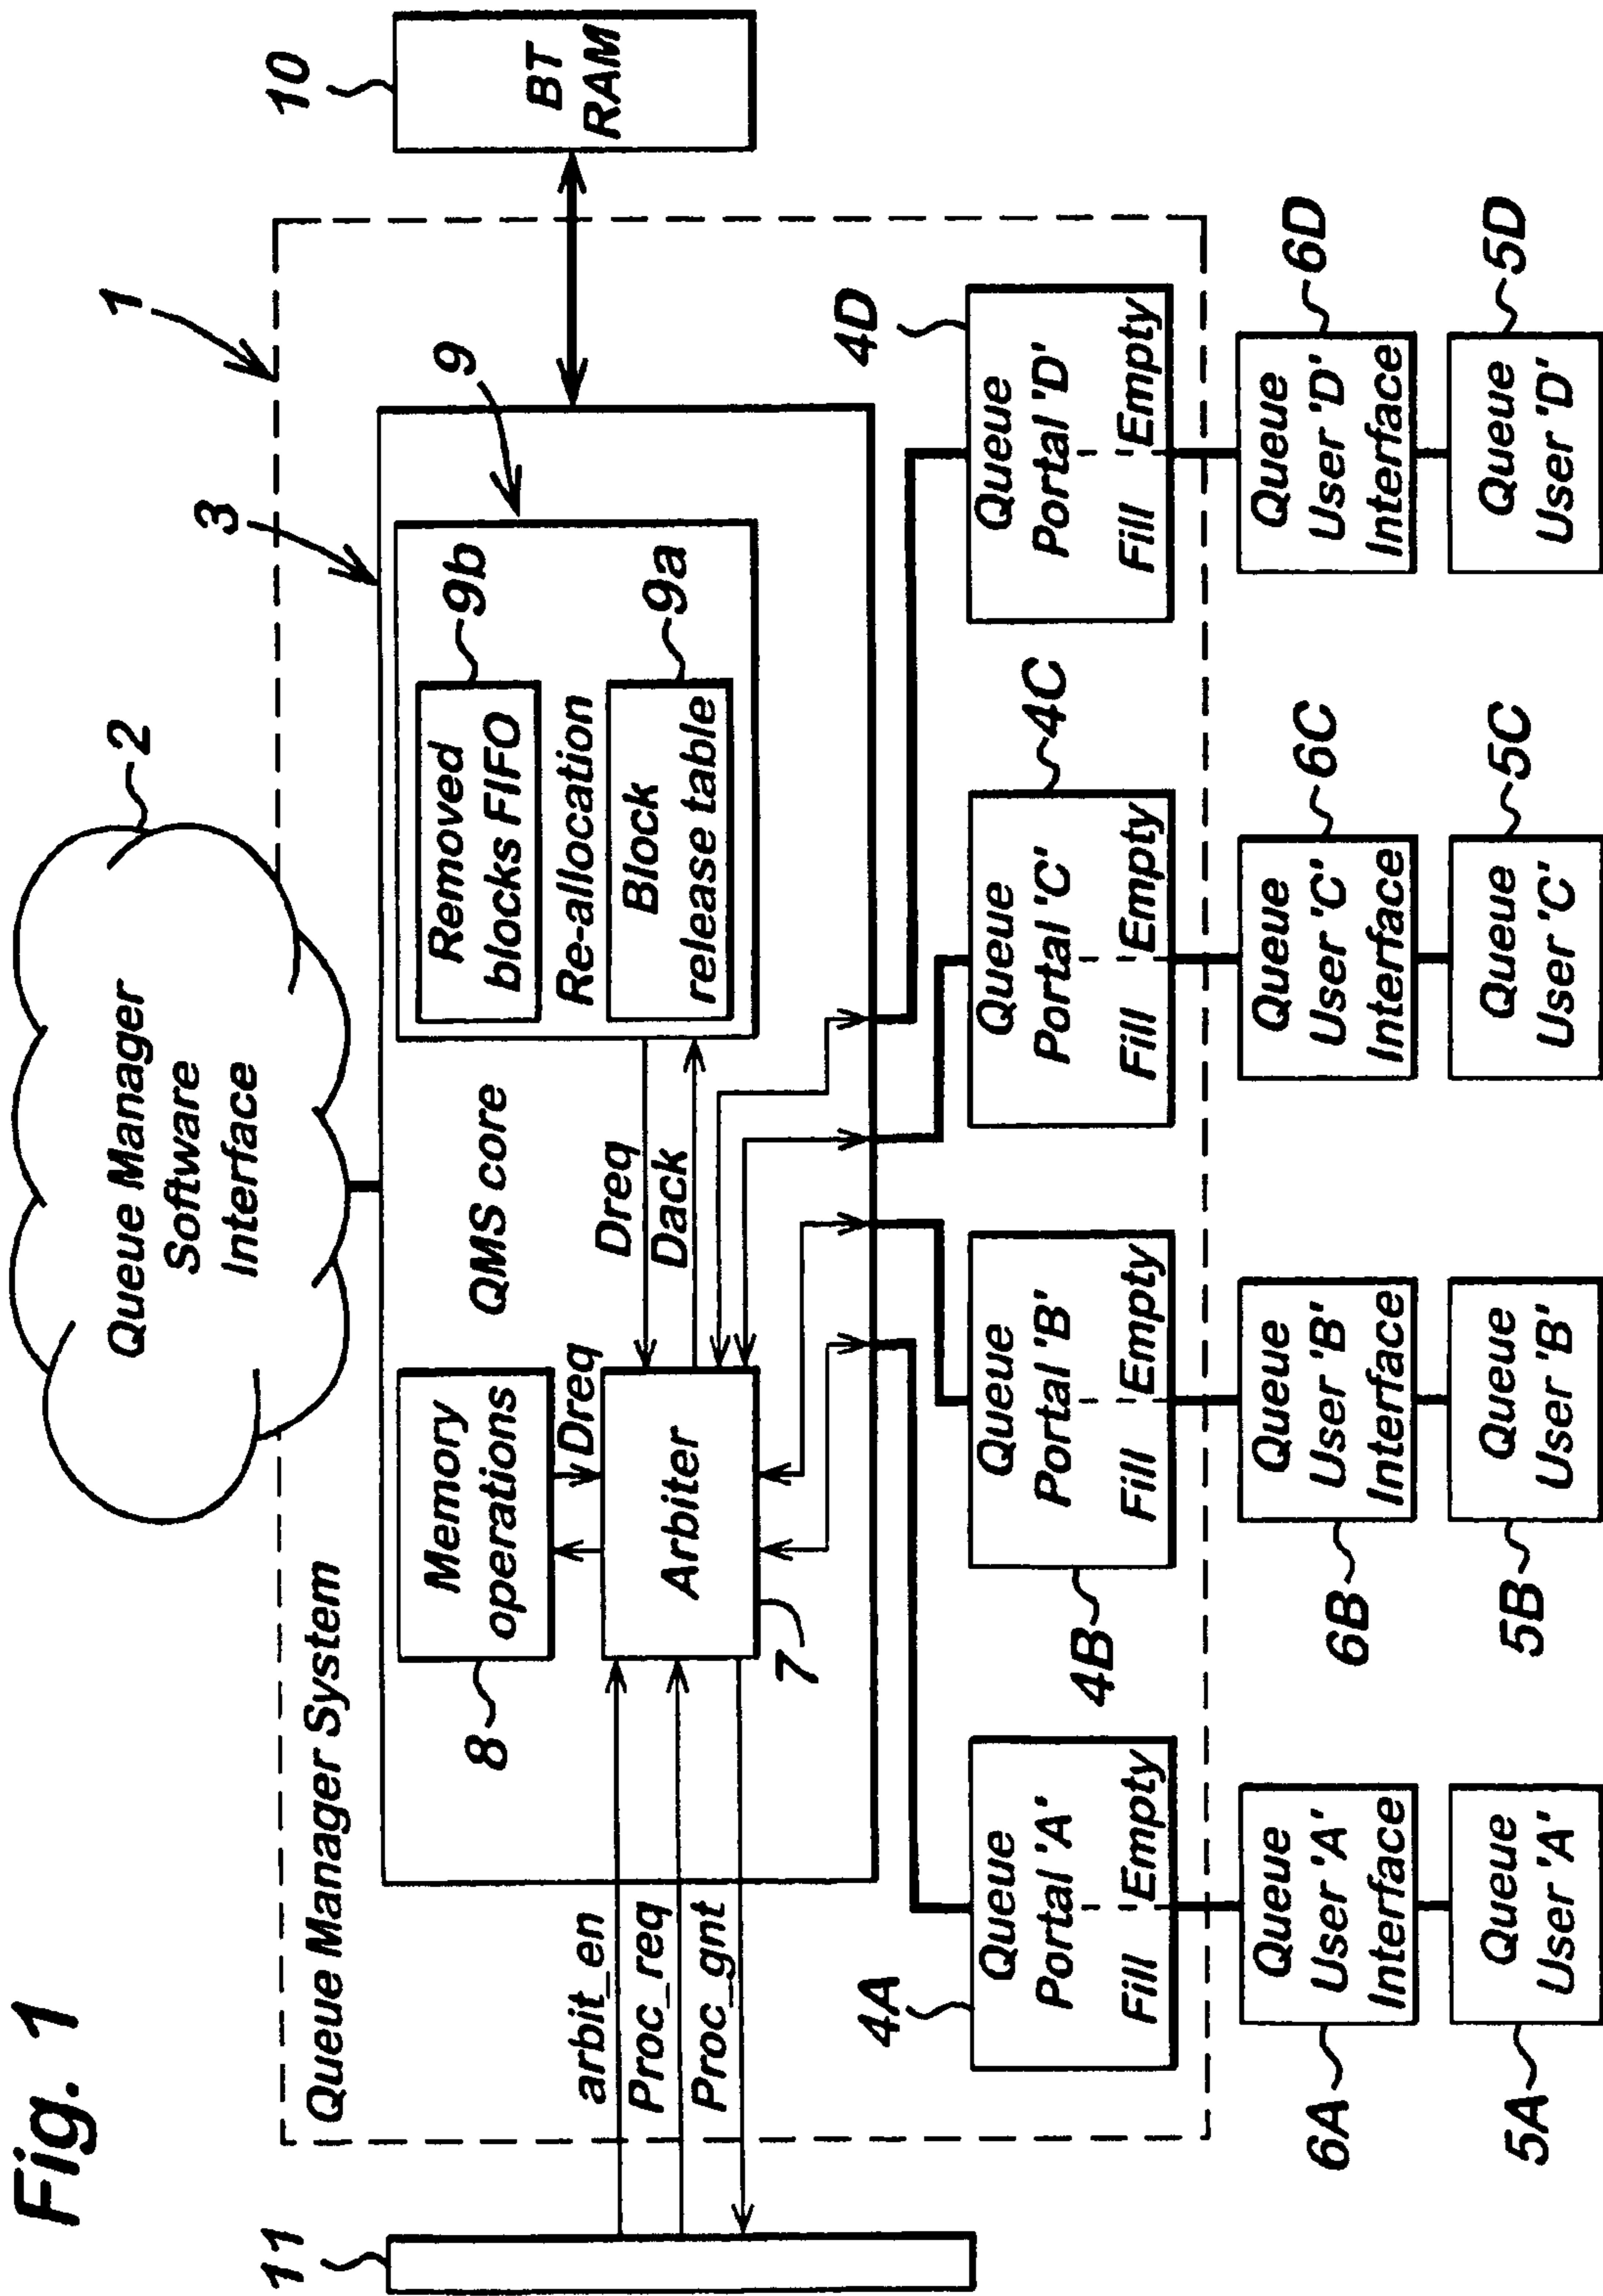 Fig. 1
1
2
Queue Manager
Software
Interface
Queue Manager System
3
QMS core
8
Memory
operations
Dreq
Arbiter
7
Dreq
Dack
9
9b
Removed
blocks FIFO
Re-allocation
9a
Block
release table
10
BT
RAM
11
arbit_en
Proc_req
Proc_gnt
4A
Queue
Portal 'A'
Fill
Empty
4B
Queue
Portal 'B'
Fill
Empty
4C
Queue
Portal 'C'
Fill
Empty
4D
Queue
Portal 'D'
Fill
Empty
6A
Queue
User 'A'
Interface
6B
Queue
User 'B'
Interface
6C
Queue
User 'C'
Interface
6D
Queue
User 'D'
Interface
5A
Queue
User 'A'
5B
Queue
User 'B'
5C
Queue
User 'C'
5D
Queue
User 'D'